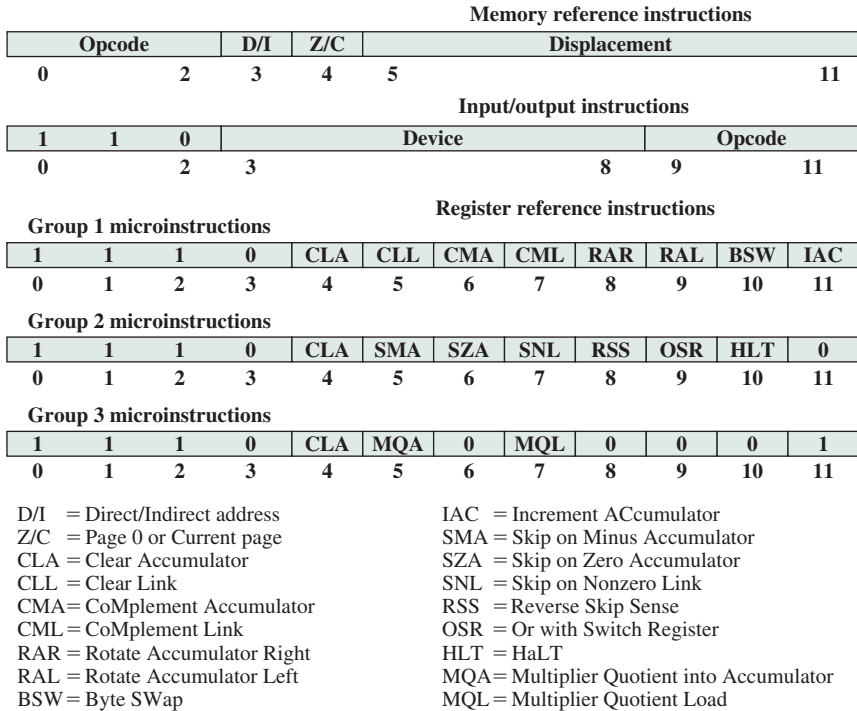 Memory reference instructions
Opcode D/I Z/C Displacement
0 2 3 4 5 11
Input/output instructions
1 1 0 Device Opcode
0 2 3 8 9 11
Register reference instructions
Group 1 microinstructions
1 1 1 0 CLA CLL CMA CML RAR RAL BSW IAC
0 1 2 3 4 5 6 7 8 9 10 11
Group 2 microinstructions
1 1 1 0 CLA SMA SZA SNL RSS OSR HLT 0
0 1 2 3 4 5 6 7 8 9 10 11
Group 3 microinstructions
1 1 1 0 CLA MQA 0 MQL 0 0 0 1
0 1 2 3 4 5 6 7 8 9 10 11
D/I = Direct/Indirect address
Z/C = Page 0 or Current page
CLA = Clear Accumulator
CLL = Clear Link
CMA = CoMplement Accumulator
CML = CoMplement Link
RAR = Rotate Accumulator Right
RAL = Rotate Accumulator Left
BSW = Byte SWap
IAC = Increment ACcumulator
SMA = Skip on Minus Accumulator
SZA = Skip on Zero Accumulator
SNL = Skip on Nonzero Link
RSS = Reverse Skip Sense
OSR = Or with Switch Register
HLT = HaLT
MQA = Multiplier Quotient into Accumulator
MQL = Multiplier Quotient Load